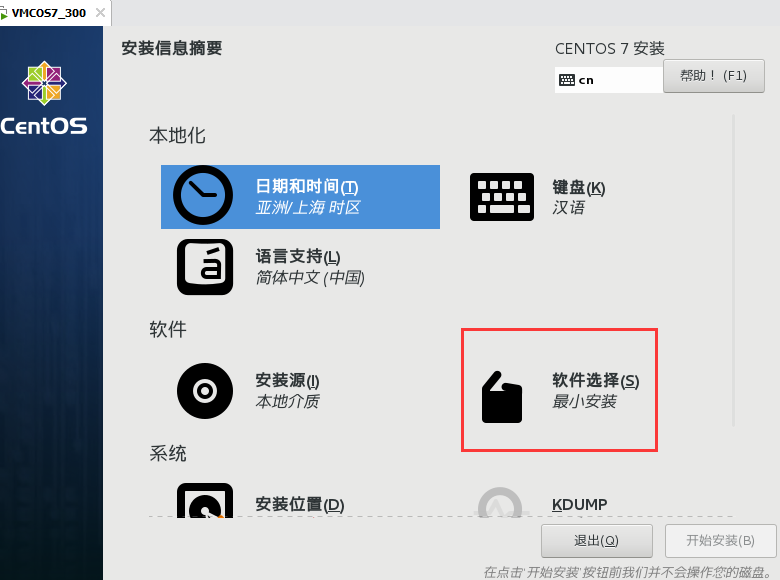 VMCOS7_300
CentOS
安装信息摘要
CENTOS 7 安装
cn
帮助！ (F1)
本地化
日期和时间(T)
亚洲/上海 时区
键盘(K)
汉语
语言支持(L)
简体中文 (中国)
软件
安装源(I)
本地介质
软件选择(S)
最小安装
系统
安装位置(D)
KDUMP
退出(Q)
开始安装(B)
在点击'开始安装'按钮前我们并不会操作您的磁盘。